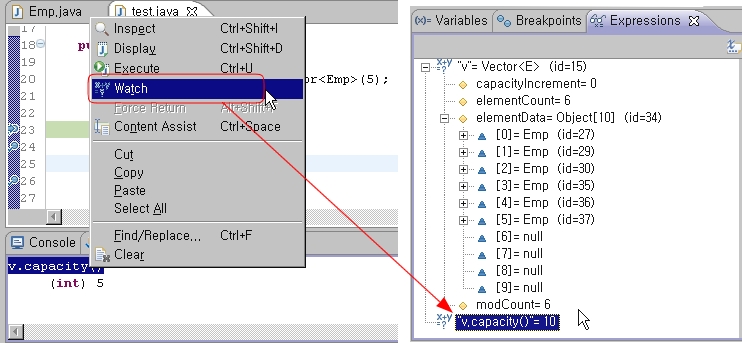 Emp.java
test.java
17
18
20
21
22
23
24
25
26
27
pu
or<Emp>(5);
Inspect Ctrl+Shift+I
Display Ctrl+Shift+D
Execute Ctrl+U
Watch
Force Return Alt+Shift+F
Content Assist Ctrl+Space
Cut
Copy
Paste
Select All
Find/Replace... Ctrl+F
Clear
Console
v.capacity()
(int) 5
Variables
Breakpoints
Expressions
"v"= Vector<E> (id=15)
capacityIncrement= 0
elementCount= 6
elementData= Object[10] (id=34)
[0]= Emp (id=27)
[1]= Emp (id=29)
[2]= Emp (id=30)
[3]= Emp (id=35)
[4]= Emp (id=36)
[5]= Emp (id=37)
[6]= null
[7]= null
[8]= null
[9]= null
modCount= 6
"v.capacity()"= 10